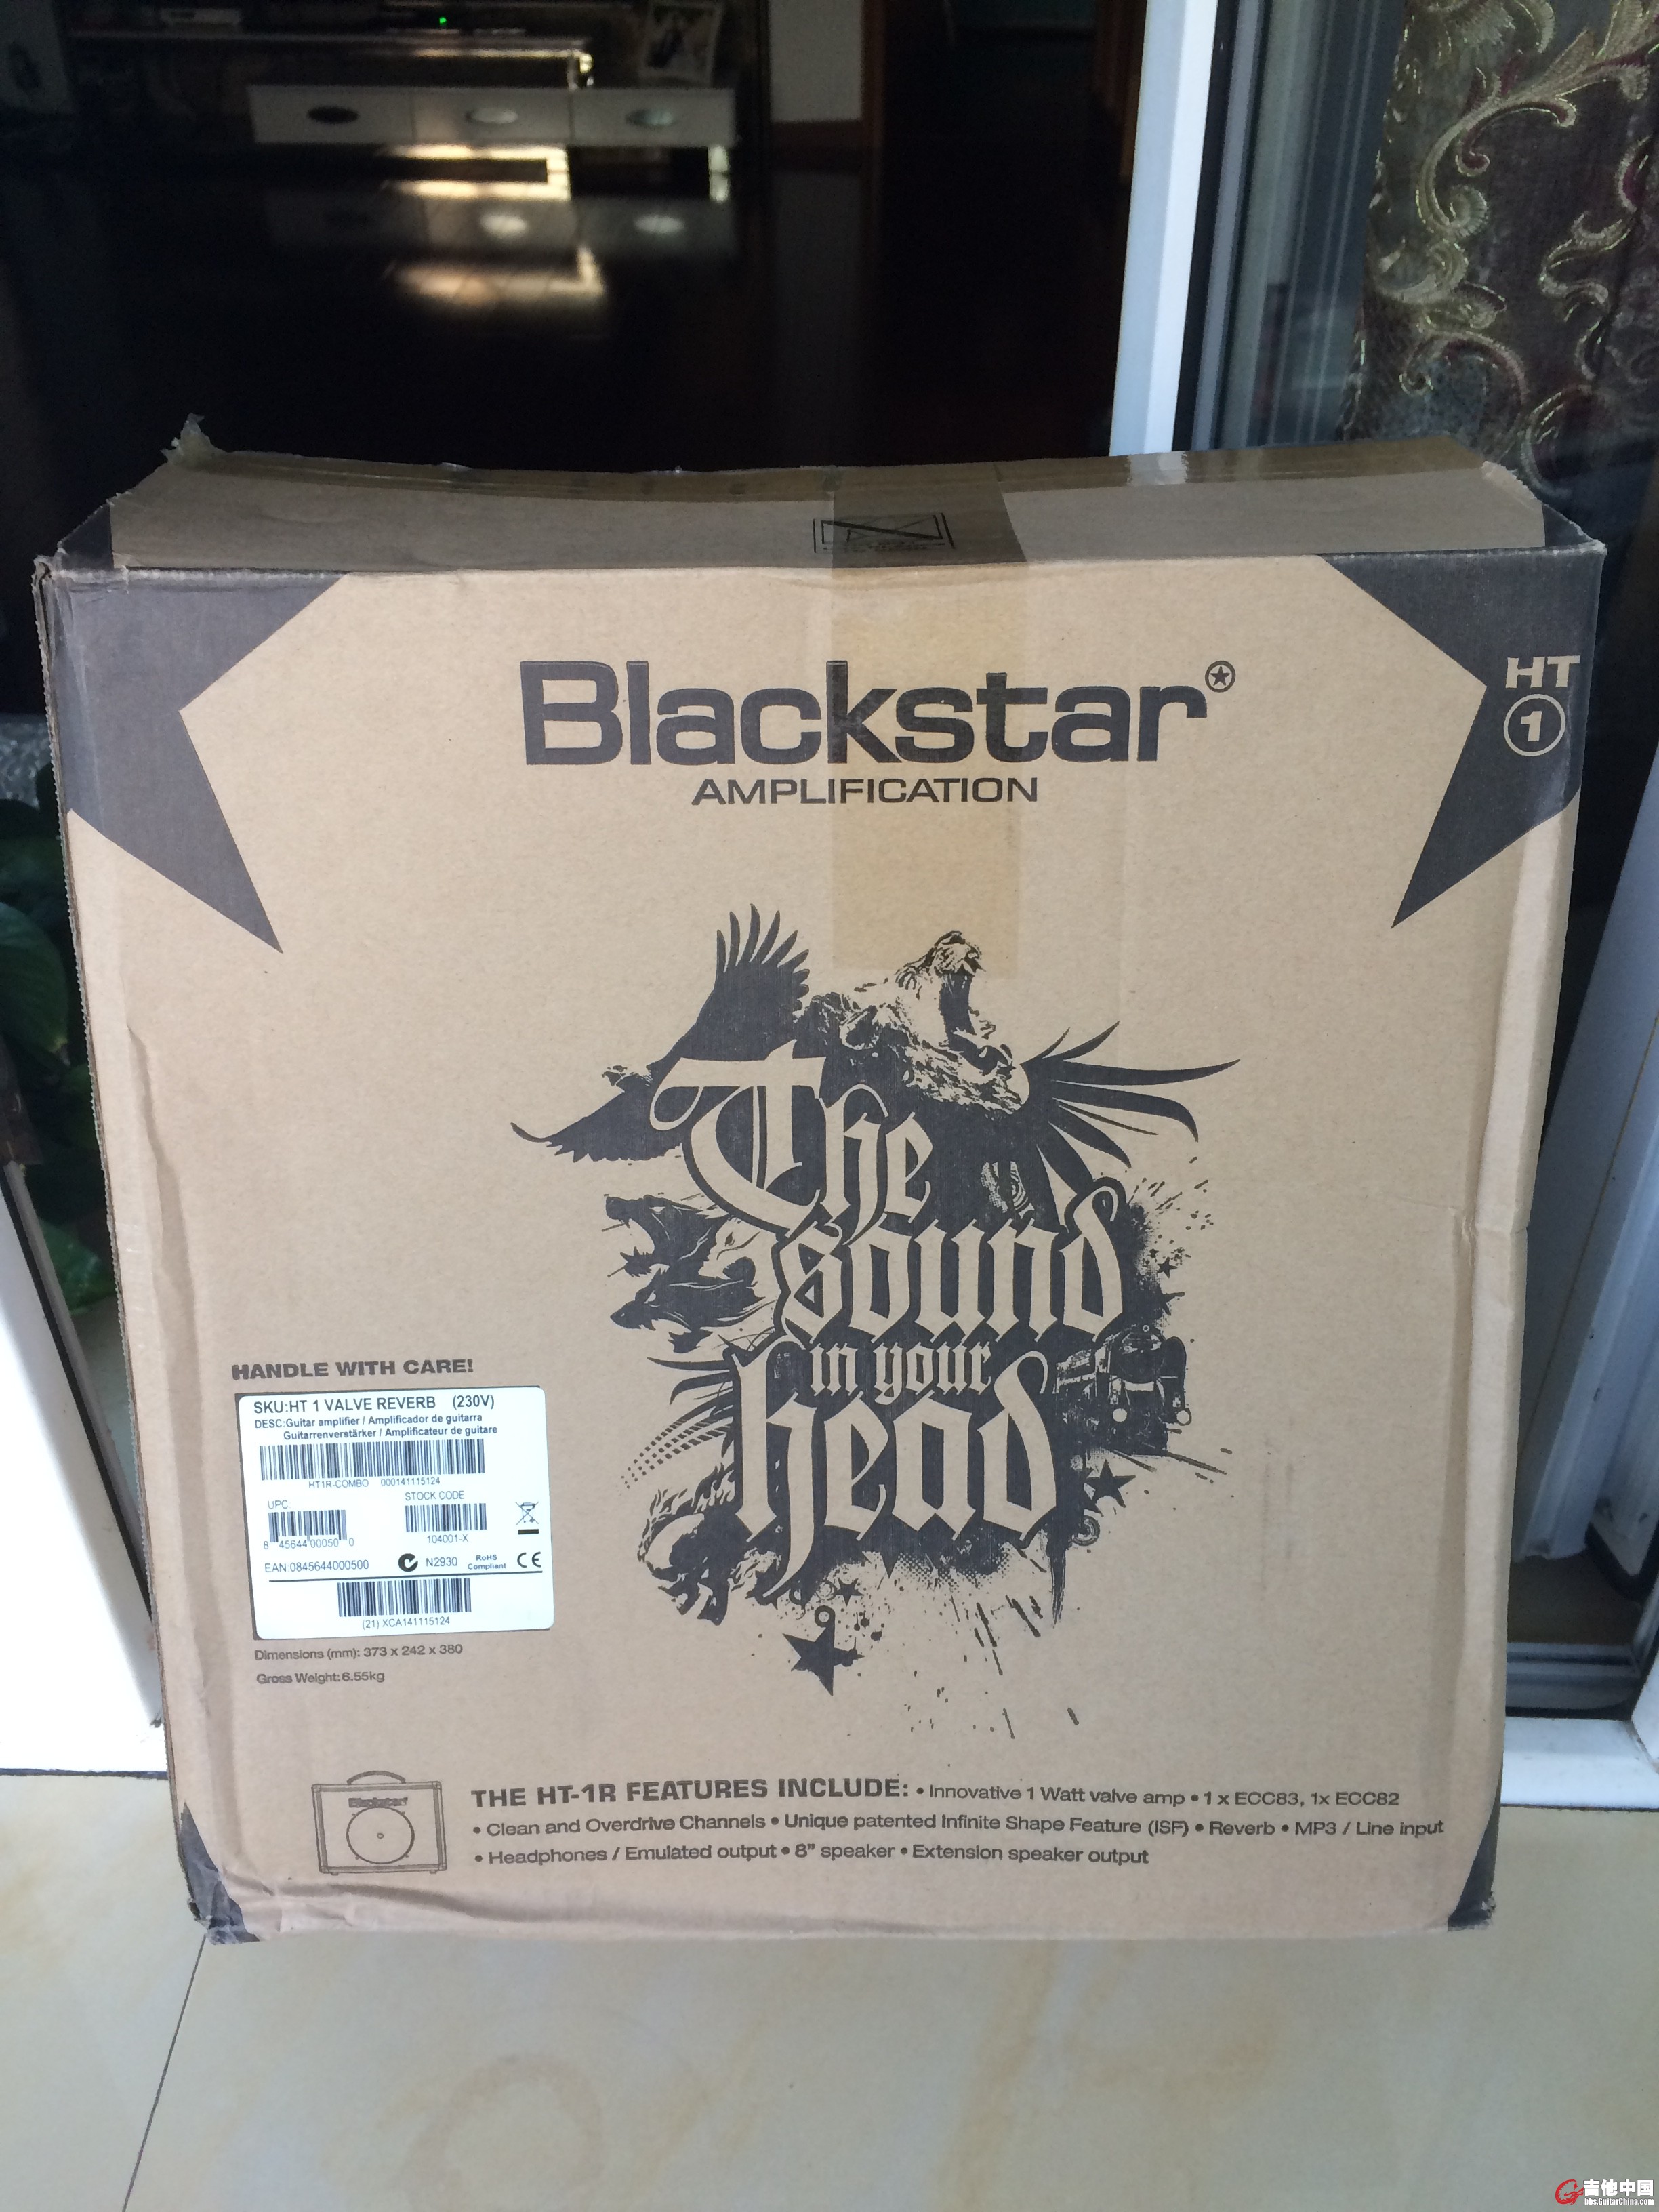 Blackstar
AMPLIFICATION
HT
1
The
sound
in your
head
HANDLE WITH CARE!
SKU:HT 1 VALVE REVERB (230V)
DESC:Guitar amplifier / Amplificador de guitarra
Guitarrenverstärker / Amplificateur de guitare
HT1R-COMBO 000141115124
UPC
STOCK CODE
8 45644 00050 0
104001-X
EAN:0845644000500
N2930
RoHS
Compliant
CE
(21) XCA141115124
Dimensions (mm): 373 x 242 x 380
Gross Weight: 6.55kg
Blackstar
THE HT-1R FEATURES INCLUDE: • Innovative 1 Watt valve amp • 1 x ECC83, 1x ECC82
• Clean and Overdrive Channels • Unique patented Infinite Shape Feature (ISF) • Reverb • MP3 / Line input
• Headphones / Emulated output • 8" speaker • Extension speaker output
吉他中国
bbs.GuitarChina.com